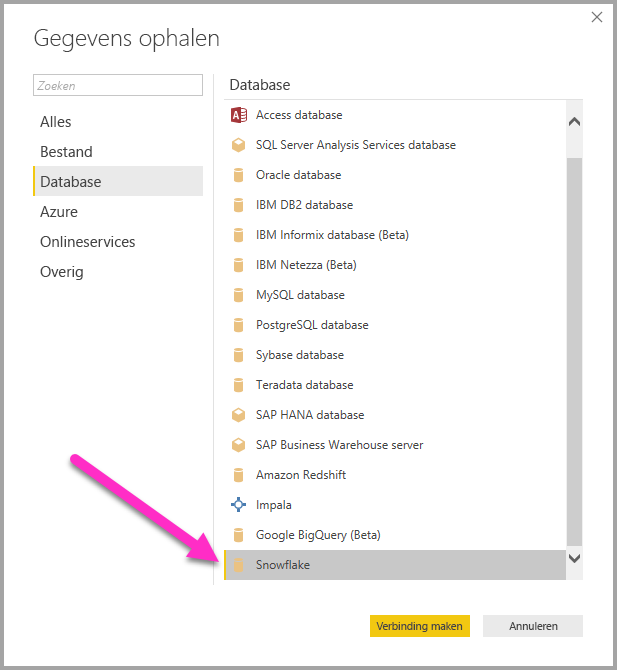 Gegevens ophalen
Zoeken
Alles
Bestand
Database
Azure
Onlineservices
Overig
Database
Access database
SQL Server Analysis Services database
Oracle database
IBM DB2 database
IBM Informix database (Beta)
IBM Netezza (Beta)
MySQL database
PostgreSQL database
Sybase database
Teradata database
SAP HANA database
SAP Business Warehouse server
Amazon Redshift
Impala
Google BigQuery (Beta)
Snowflake
Verbinding maken
Annuleren